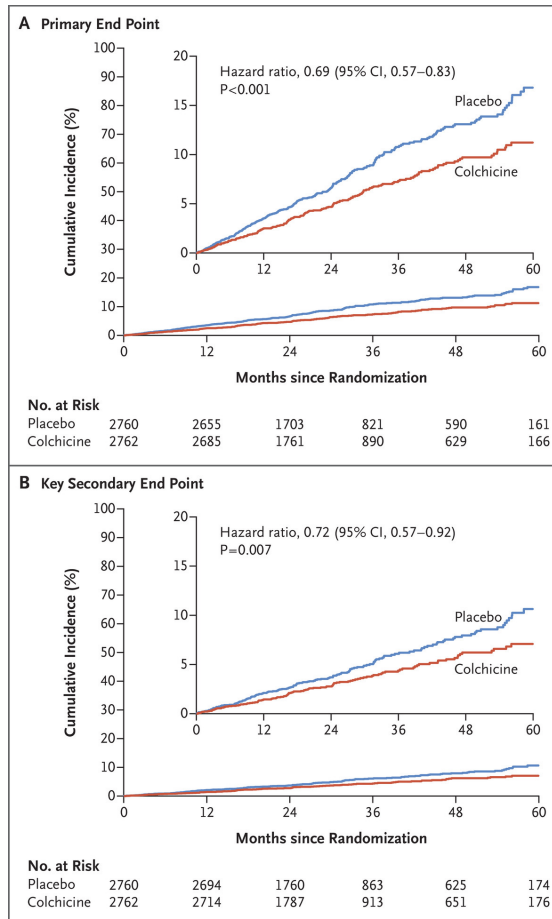 A Primary End Point
Cumulative Incidence (%)
100
90
80
70
60
50
40
30
20
10
0
20
15
10
5
0
Hazard ratio, 0.69 (95% CI, 0.57–0.83)
P<0.001
Placebo
Colchicine
0 12 24 36 48 60
0 12 24 36 48 60
Months since Randomization
No. at Risk
Placebo 2760 2655 1703 821 590 161
Colchicine 2762 2685 1761 890 629 166
B Key Secondary End Point
Cumulative Incidence (%)
100
90
80
70
60
50
40
30
20
10
0
20
15
10
5
0
Hazard ratio, 0.72 (95% CI, 0.57–0.92)
P=0.007
Placebo
Colchicine
0 12 24 36 48 60
0 12 24 36 48 60
Months since Randomization
No. at Risk
Placebo 2760 2694 1760 863 625 174
Colchicine 2762 2714 1787 913 651 176